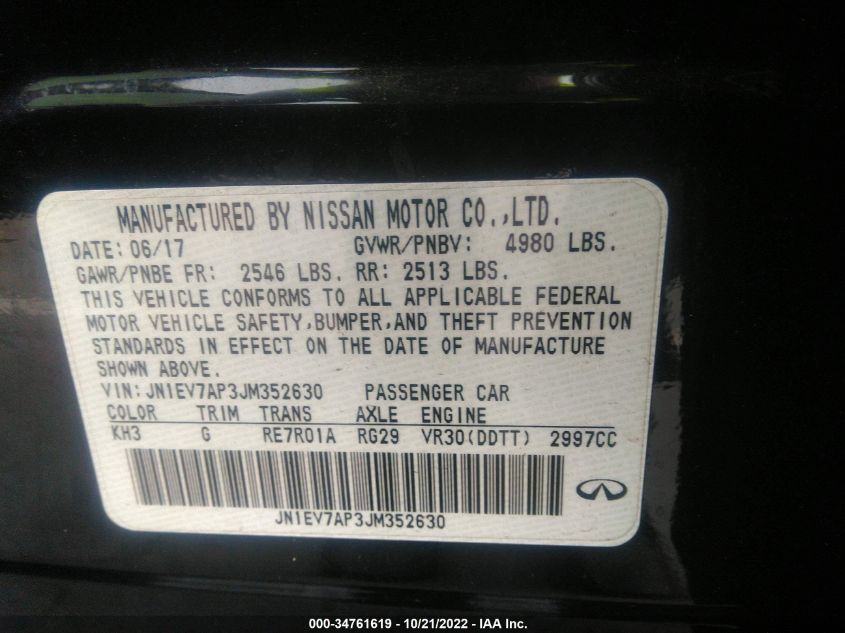 MANUFACTURED BY NISSAN MOTOR CO.,LTD.
DATE: 06/17 GVWR/PNBV: 4980 LBS.
GAWR/PNBE FR: 2546 LBS. RR: 2513 LBS.
THIS VEHICLE CONFORMS TO ALL APPLICABLE FEDERAL
MOTOR VEHICLE SAFETY,BUMPER,AND THEFT PREVENTION
STANDARDS IN EFFECT ON THE DATE OF MANUFACTURE
SHOWN ABOVE.
VIN:JN1EV7AP3JM352630 PASSENGER CAR
COLOR TRIM TRANS AXLE ENGINE
KH3 G RE7R01A RG29 VR30(DDTT) 2997CC
JN1EV7AP3JM352630
000-34761619 - 10/21/2022 - IAA Inc.